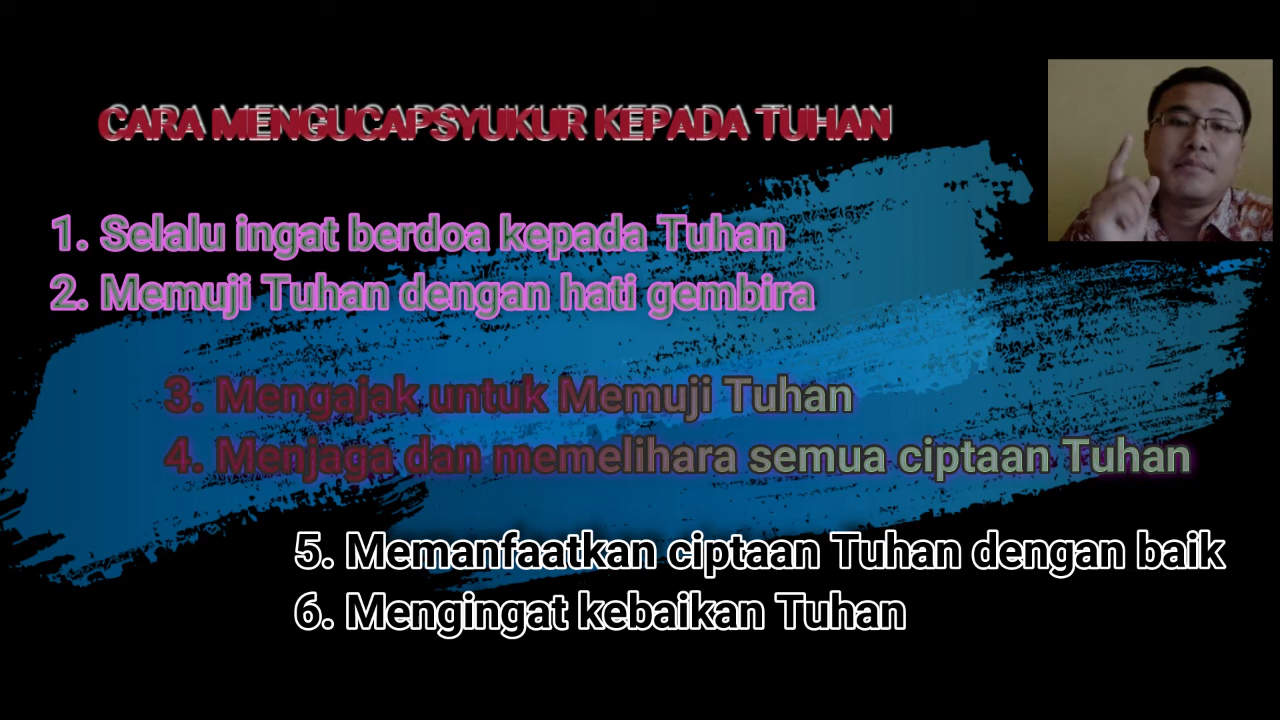 CARA MENGUCAPSYUKUR KEPADA TUHAN
1. Selalu ingat berdoa kepada Tuhan
2. Memuji Tuhan dengan hati gembira
3. Mengajak untuk Memuji Tuhan
4. Menjaga dan memelihara semua ciptaan Tuhan
5. Memanfaatkan ciptaan Tuhan dengan baik
6. Mengingat kebaikan Tuhan